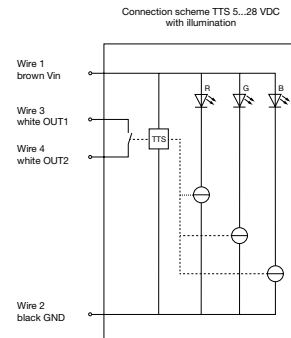 Connection scheme TTS 5...28 VDC
with illumination
Wire 1
brown Vin
R
G
B
Wire 3
white OUT1
TTS
Wire 4
white OUT2
Wire 2
black GND